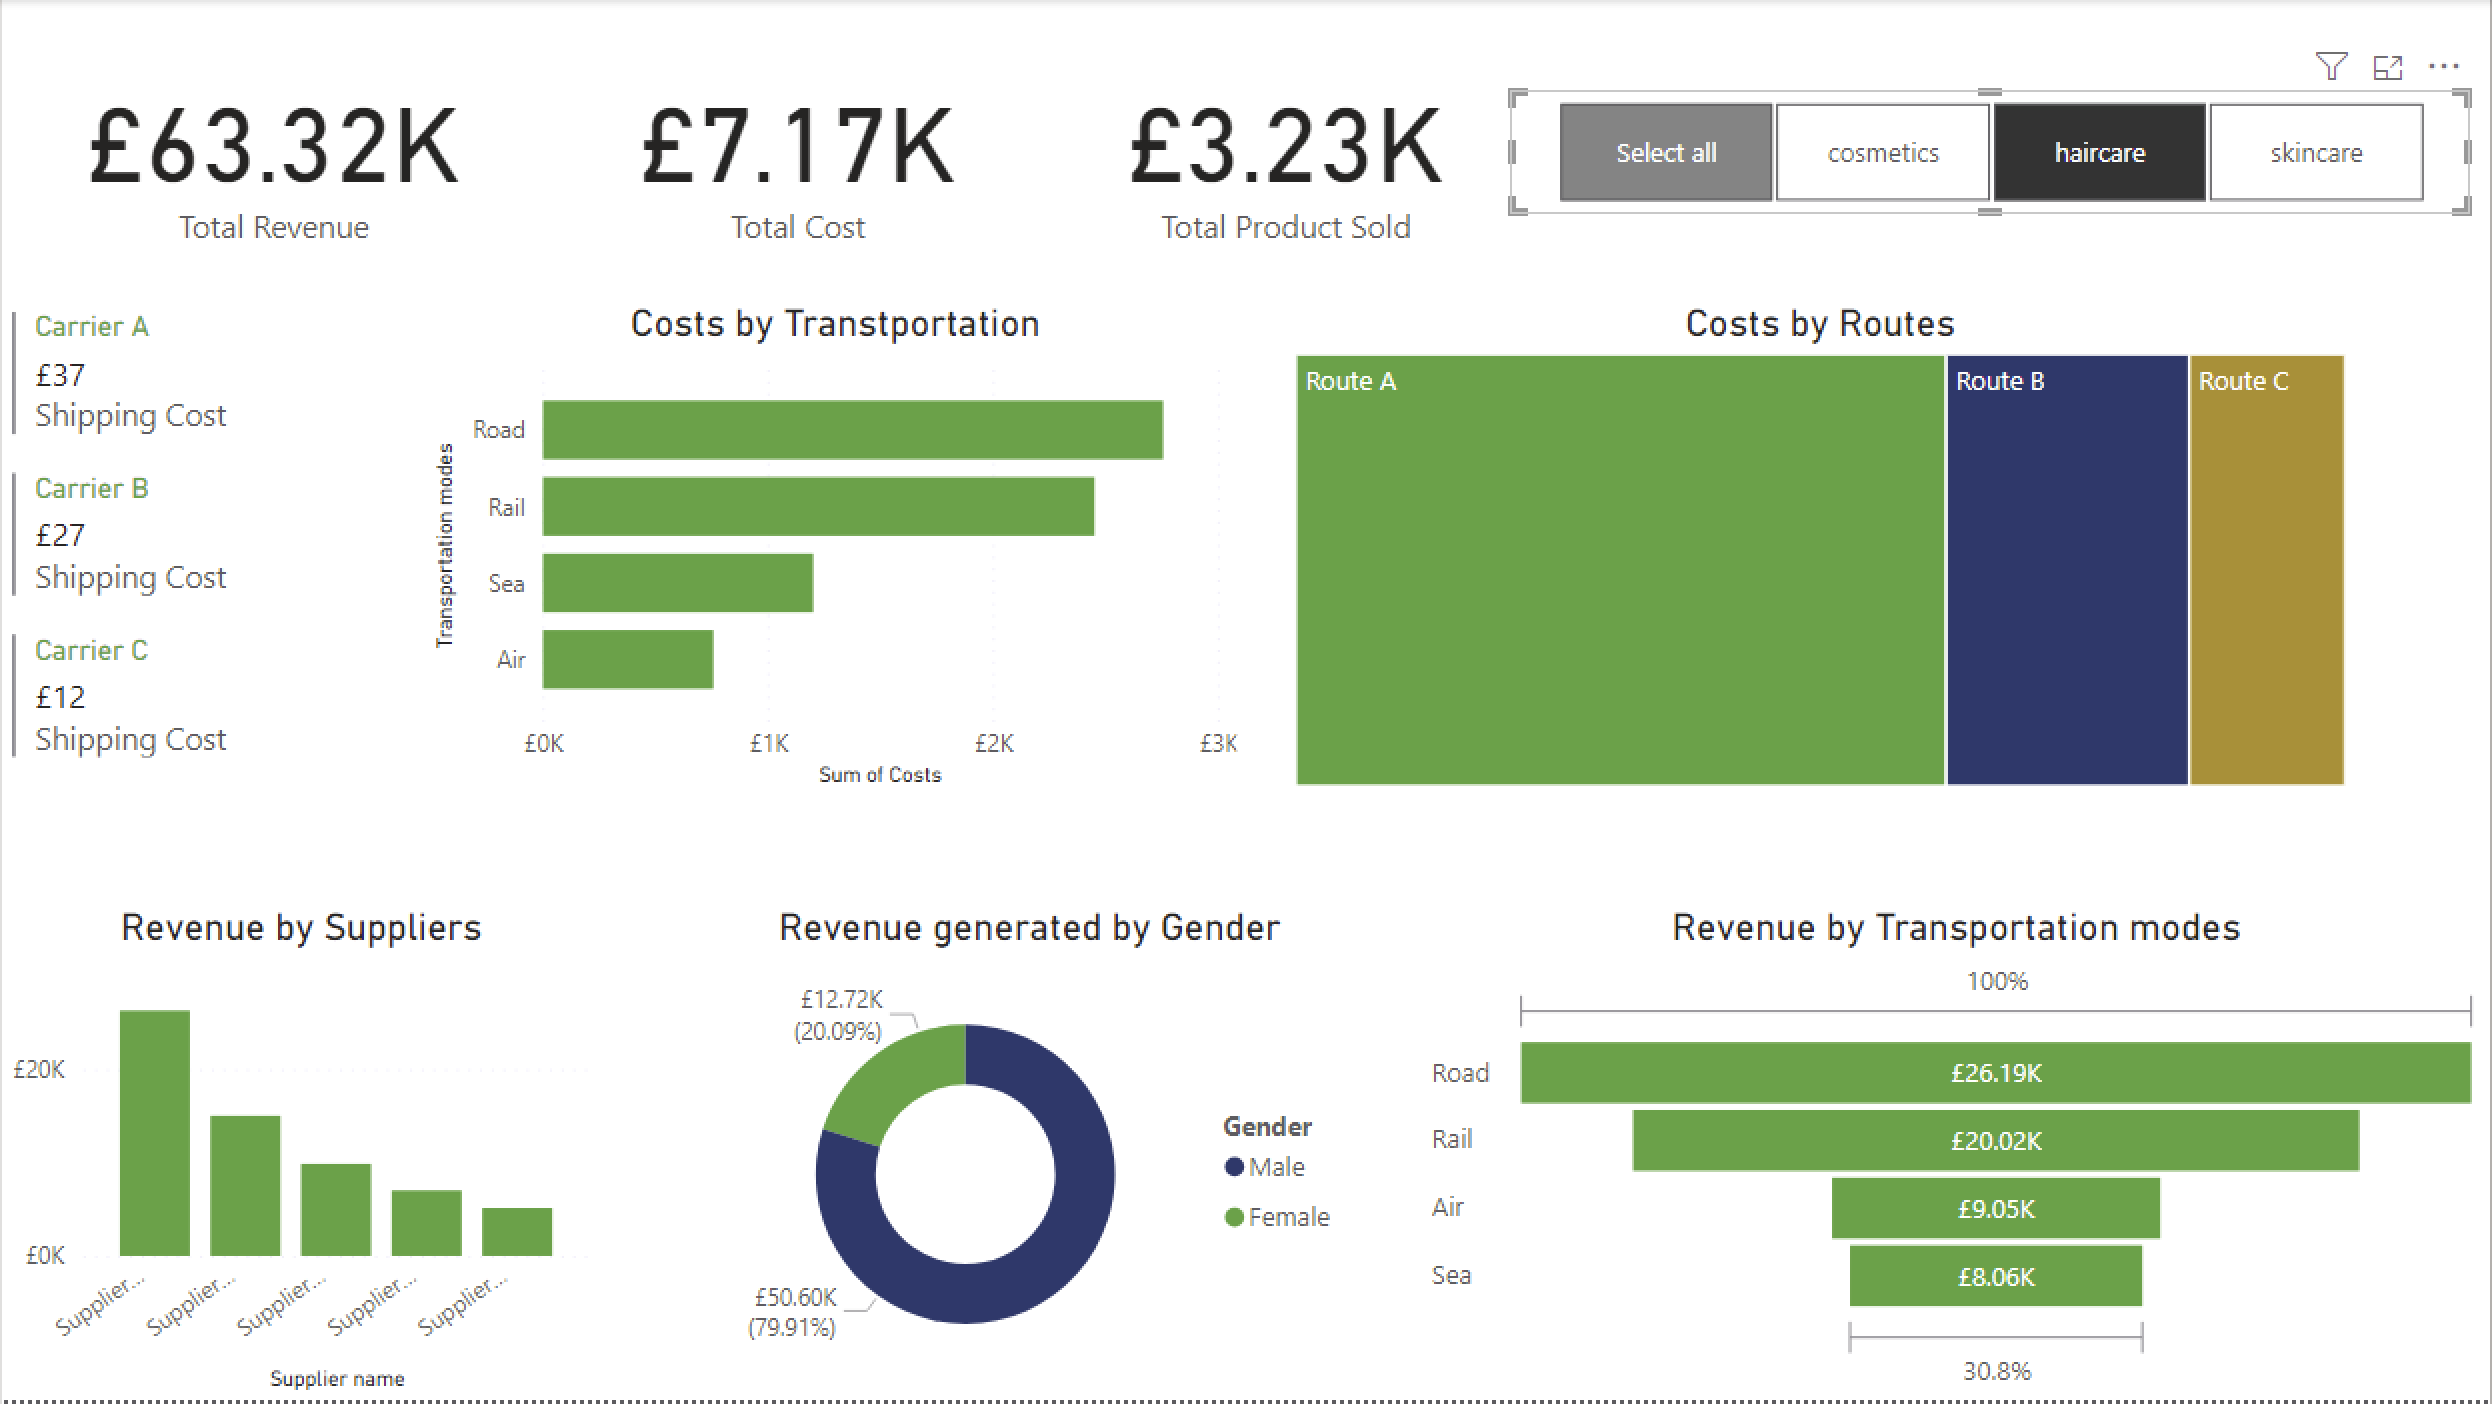 £63.32K
Total Revenue
£7.17K
Total Cost
£3.23K
Total Product Sold
Select all
cosmetics
haircare
skincare
Carrier A
£37
Shipping Cost
Carrier B
£27
Shipping Cost
Carrier C
£12
Shipping Cost
Costs by Transtportation
Transportation modes
Road
Rail
Sea
Air
£0K
£1K
£2K
£3K
Sum of Costs
Costs by Routes
Route A
Route B
Route C
Revenue by Suppliers
£20K
£0K
Supplier...
Supplier...
Supplier...
Supplier...
Supplier...
Supplier name
Revenue generated by Gender
£12.72K
(20.09%)
£50.60K
(79.91%)
Gender
Male
Female
Revenue by Transportation modes
100%
Road
£26.19K
Rail
£20.02K
Air
£9.05K
Sea
£8.06K
30.8%